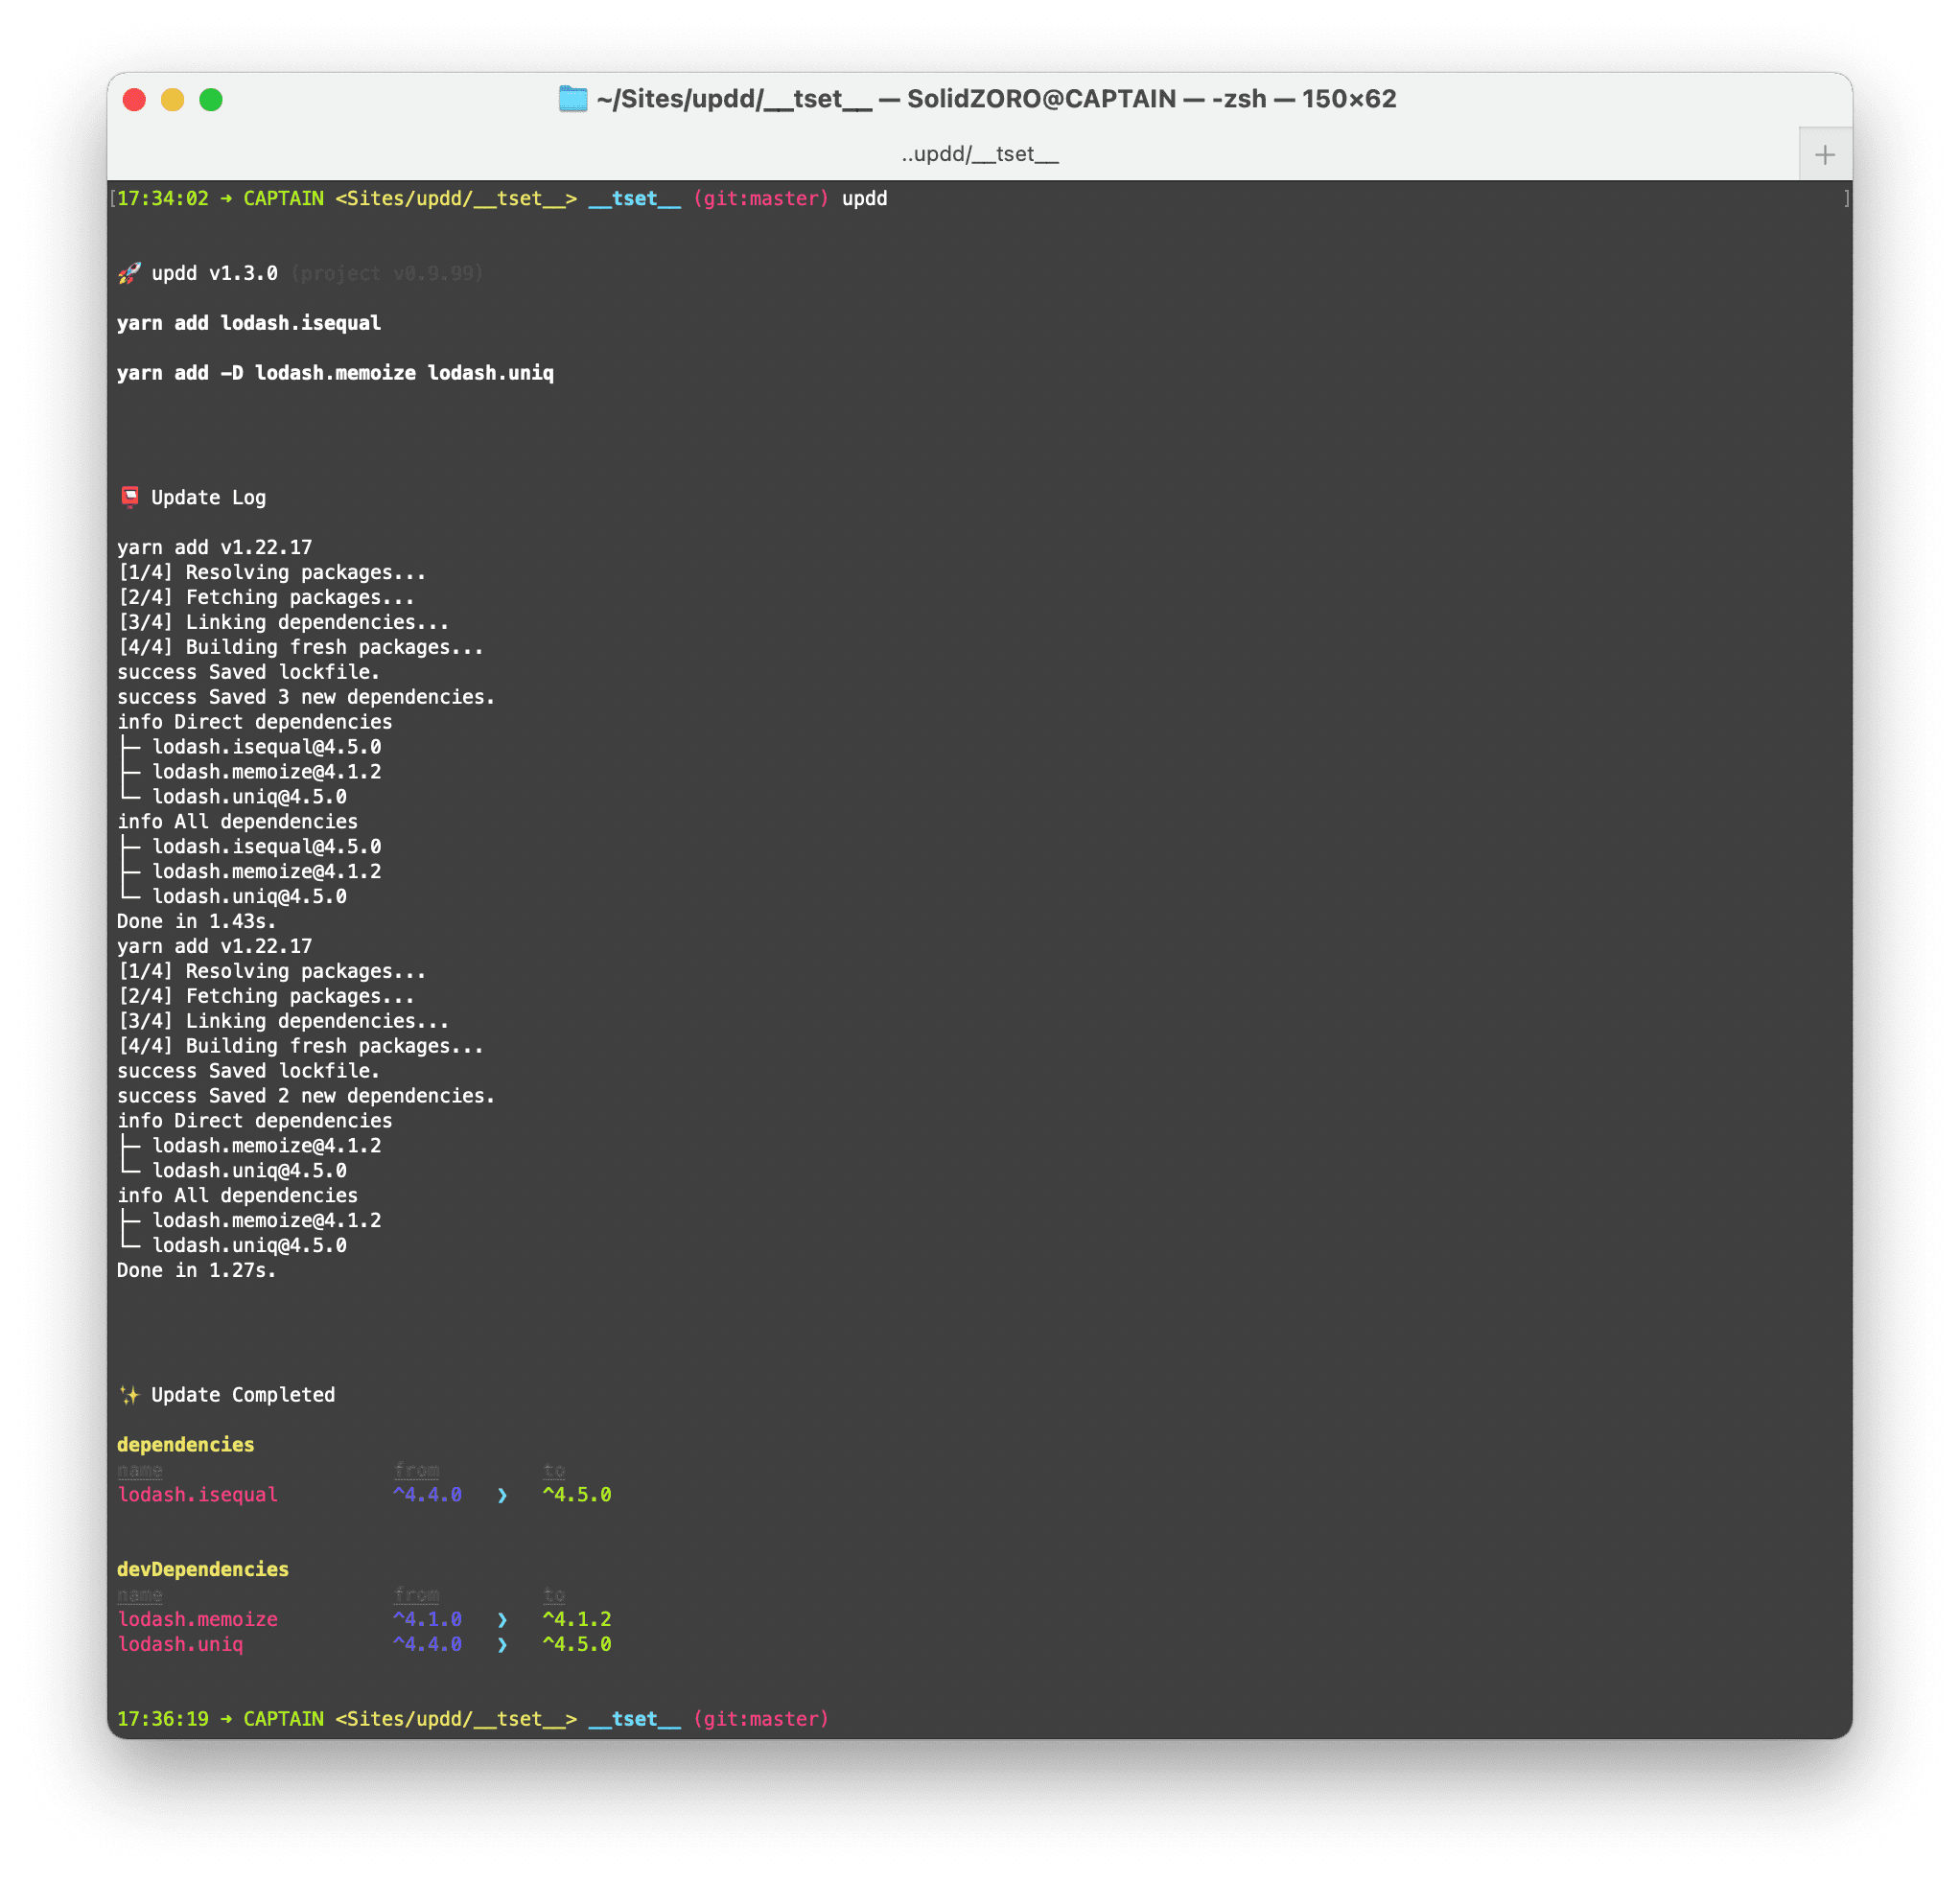 ~/Sites/updd/__tset__ — SolidZORO@CAPTAIN — -zsh — 150×62
..updd/__tset__
[17:34:02 ➜ CAPTAIN <Sites/updd/__tset__> __tset__ (git:master) updd ]
🚀 updd v1.3.0 (project v0.9.99)
yarn add lodash.isequal
yarn add -D lodash.memoize lodash.uniq
📮 Update Log
yarn add v1.22.17
[1/4] Resolving packages...
[2/4] Fetching packages...
[3/4] Linking dependencies...
[4/4] Building fresh packages...
success Saved lockfile.
success Saved 3 new dependencies.
info Direct dependencies
├─ lodash.isequal@4.5.0
├─ lodash.memoize@4.1.2
└─ lodash.uniq@4.5.0
info All dependencies
├─ lodash.isequal@4.5.0
├─ lodash.memoize@4.1.2
└─ lodash.uniq@4.5.0
Done in 1.43s.
yarn add v1.22.17
[1/4] Resolving packages...
[2/4] Fetching packages...
[3/4] Linking dependencies...
[4/4] Building fresh packages...
success Saved lockfile.
success Saved 2 new dependencies.
info Direct dependencies
├─ lodash.memoize@4.1.2
└─ lodash.uniq@4.5.0
info All dependencies
├─ lodash.memoize@4.1.2
└─ lodash.uniq@4.5.0
Done in 1.27s.
✨ Update Completed
dependencies
name from to
lodash.isequal ^4.4.0 ❯ ^4.5.0
devDependencies
name from to
lodash.memoize ^4.1.0 ❯ ^4.1.2
lodash.uniq ^4.4.0 ❯ ^4.5.0
17:36:19 ➜ CAPTAIN <Sites/updd/__tset__> __tset__ (git:master)